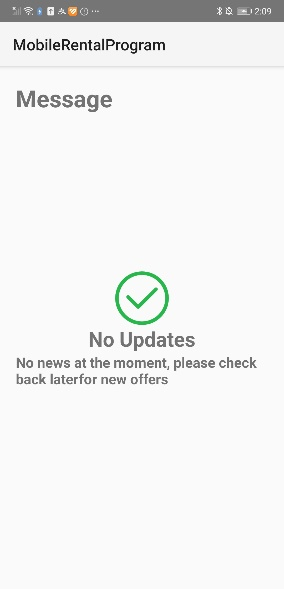 2:09
MobileRentalProgram
Message
No Updates
No news at the moment, please check
back laterfor new offers